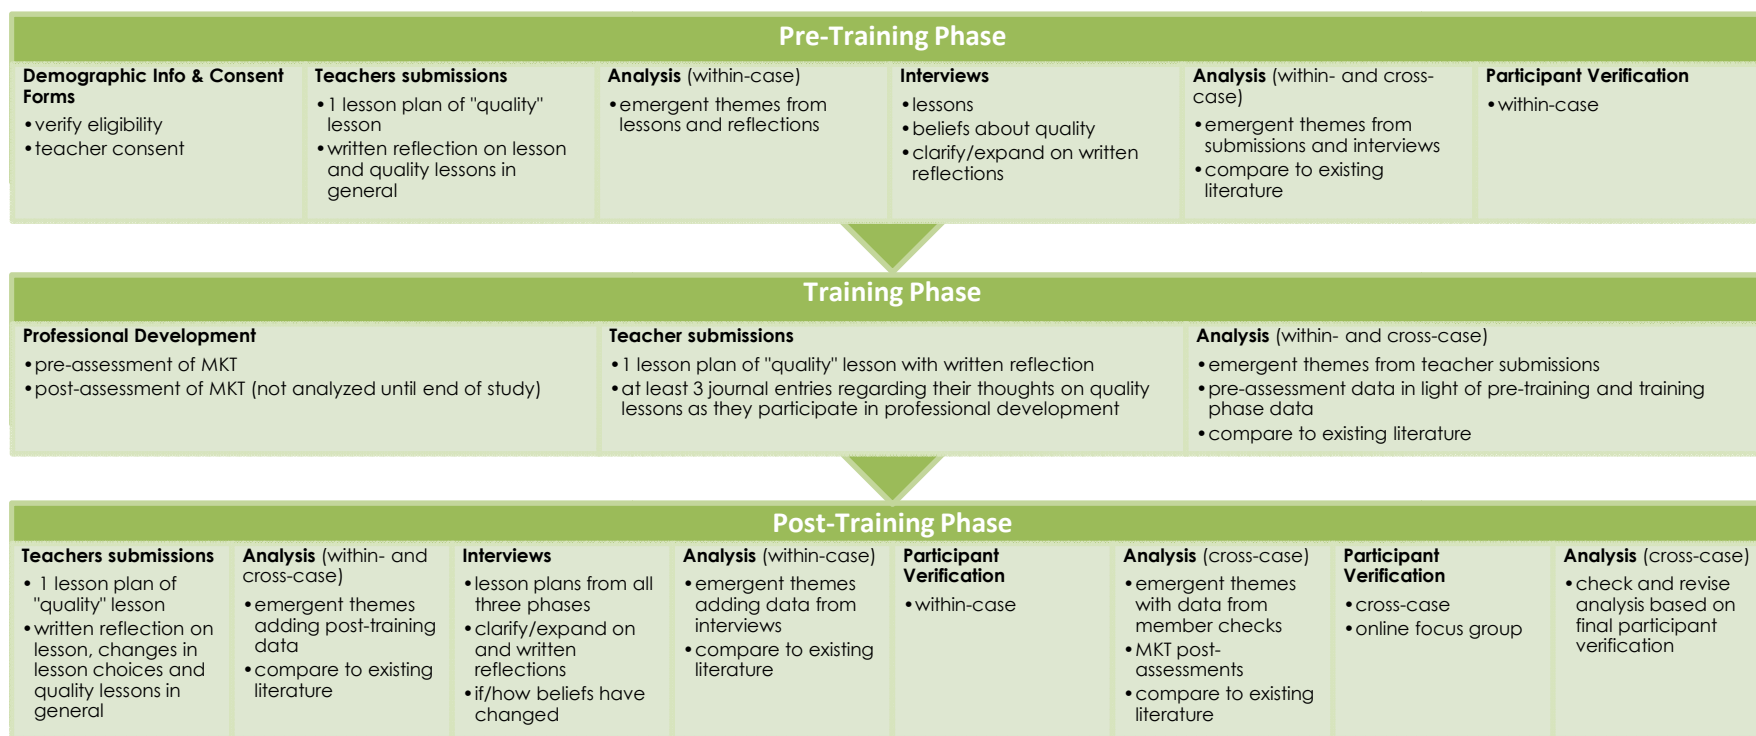 Pre-Training Phase
Demographic Info & Consent
Forms
•verify eligibility
•teacher consent
Teachers submissions
•1 lesson plan of "quality"
lesson
•written reflection on lesson
and quality lessons in
general
Analysis (within-case)
•emergent themes from
lessons and reflections
Interviews
•lessons
•beliefs about quality
•clarify/expand on written
reflections
Analysis (within- and cross-
case)
•emergent themes from
submissions and interviews
•compare to existing
literature
Participant Verification
•within-case
Training Phase
Professional Development
•pre-assessment of MKT
•post-assessment of MKT (not analyzed until end of study)
Teacher submissions
•1 lesson plan of "quality" lesson with written reflection
•at least 3 journal entries regarding their thoughts on quality
lessons as they participate in professional development
Analysis (within- and cross-case)
•emergent themes from teacher submissions
•pre-assessment data in light of pre-training and training
phase data
•compare to existing literature
Post-Training Phase
Teachers submissions
• 1 lesson plan of
"quality" lesson
•written reflection on
lesson, changes in
lesson choices and
quality lessons in
general
Analysis (within- and
cross-case)
•emergent themes
adding post-training
data
•compare to existing
literature
Interviews
•lesson plans from all
three phases
•clarify/expand on
and written
reflections
•if/how beliefs have
changed
Analysis (within-case)
•emergent themes
adding data from
interviews
•compare to existing
literature
Participant
Verification
•within-case
Analysis (cross-case)
•emergent themes
with data from
member checks
•MKT post-
assessments
•compare to existing
literature
Participant
Verification
•cross-case
•online focus group
Analysis (cross-case)
•check and revise
analysis based on
final participant
verification